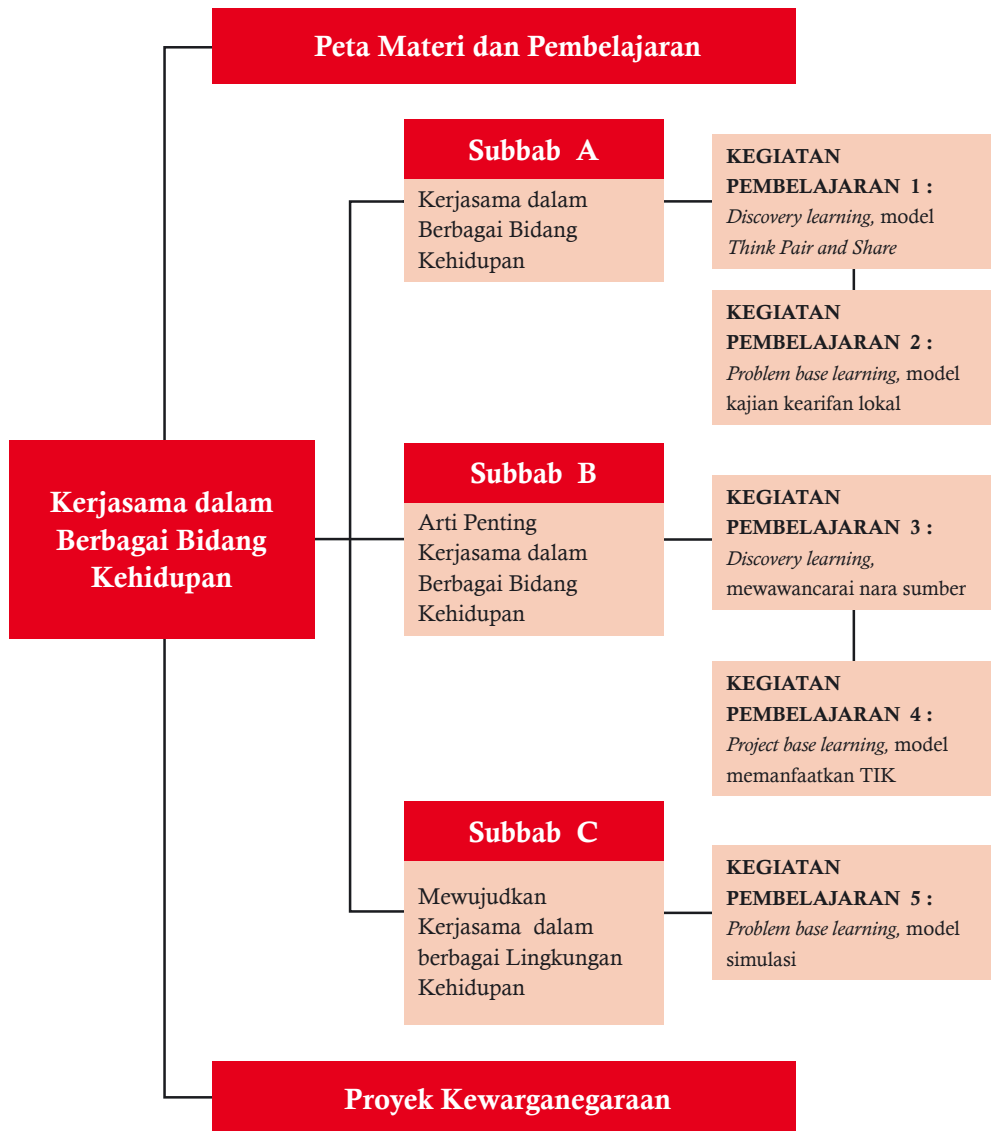 Peta Materi dan Pembelajaran
Subbab A
Kerjasama dalam
Berbagai Bidang
Kehidupan
KEGIATAN
PEMBELAJARAN 1 :
Discovery learning, model
Think Pair and Share
KEGIATAN
PEMBELAJARAN 2 :
Problem base learning, model
kajian kearifan lokal
Kerjasama dalam
Berbagai Bidang
Kehidupan
Subbab B
Arti Penting
Kerjasama dalam
Berbagai Bidang
Kehidupan
KEGIATAN
PEMBELAJARAN 3 :
Discovery learning,
mewawancarai nara sumber
KEGIATAN
PEMBELAJARAN 4 :
Project base learning, model
memanfaatkan TIK
Subbab C
Mewujudkan
Kerjasama dalam
berbagai Lingkungan
Kehidupan
KEGIATAN
PEMBELAJARAN 5 :
Problem base learning, model
simulasi
Proyek Kewarganegaraan